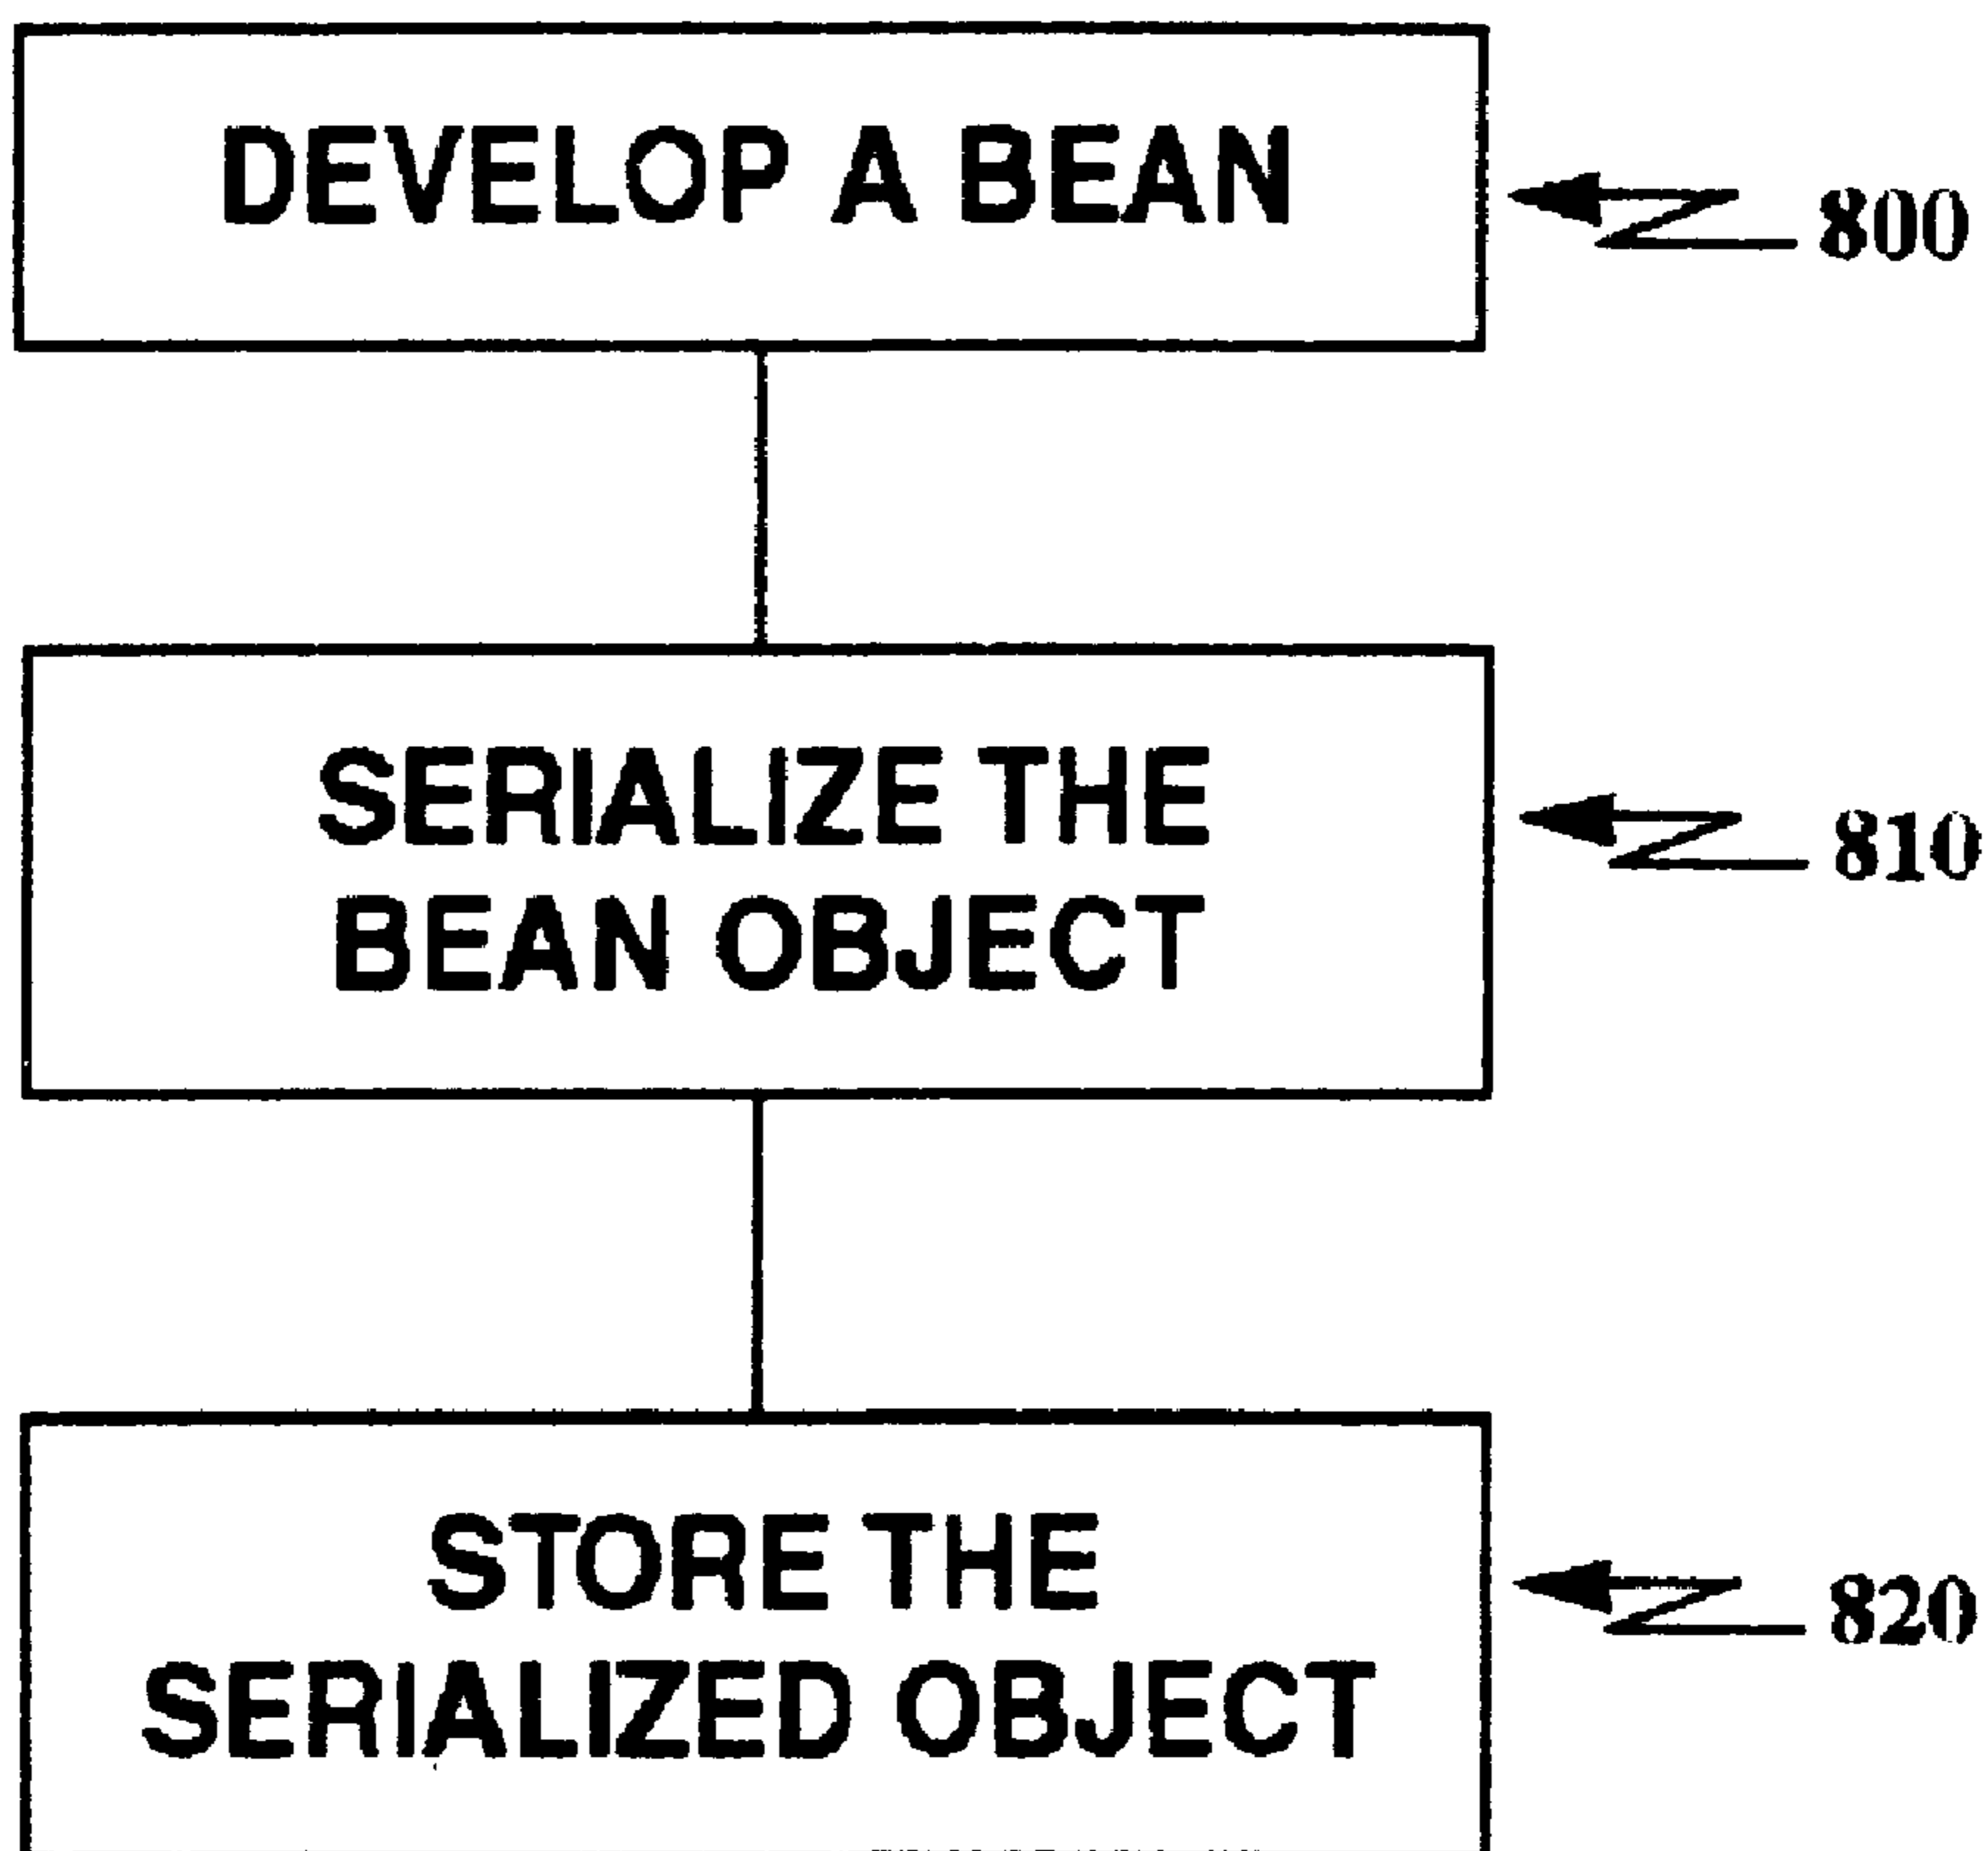 DEVELOP A BEAN
800
SERIALIZE THE
BEAN OBJECT
810
STORE THE
SERIALIZED OBJECT
820